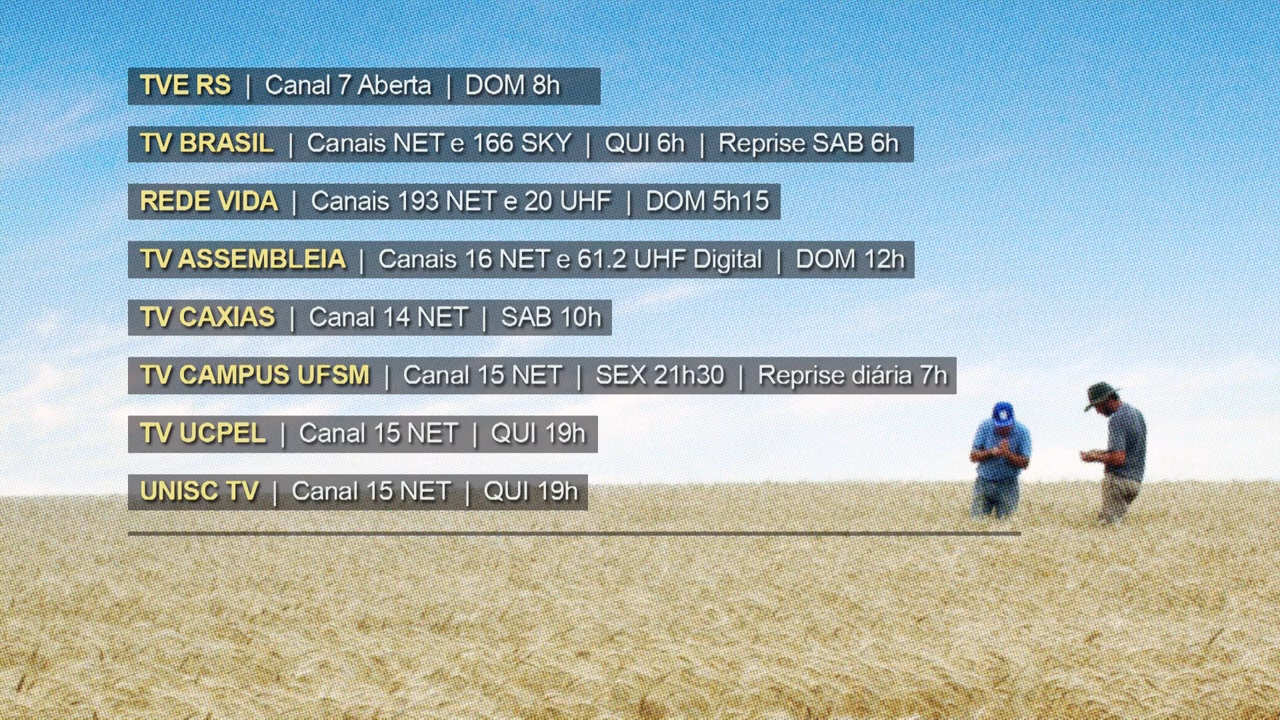 TVE RS | Canal 7 Aberta | DOM 8h
TV BRASIL | Canais NET e 166 SKY | QUI 6h | Reprise SAB 6h
REDE VIDA | Canais 193 NET e 20 UHF | DOM 5h15
TV ASSEMBLEIA | Canais 16 NET e 61.2 UHF Digital | DOM 12h
TV CAXIAS | Canal 14 NET | SAB 10h
TV CAMPUS UFSM | Canal 15 NET | SEX 21h30 | Reprise diária 7h
TV UCPEL | Canal 15 NET | QUI 19h
UNISC TV | Canal 15 NET | QUI 19h